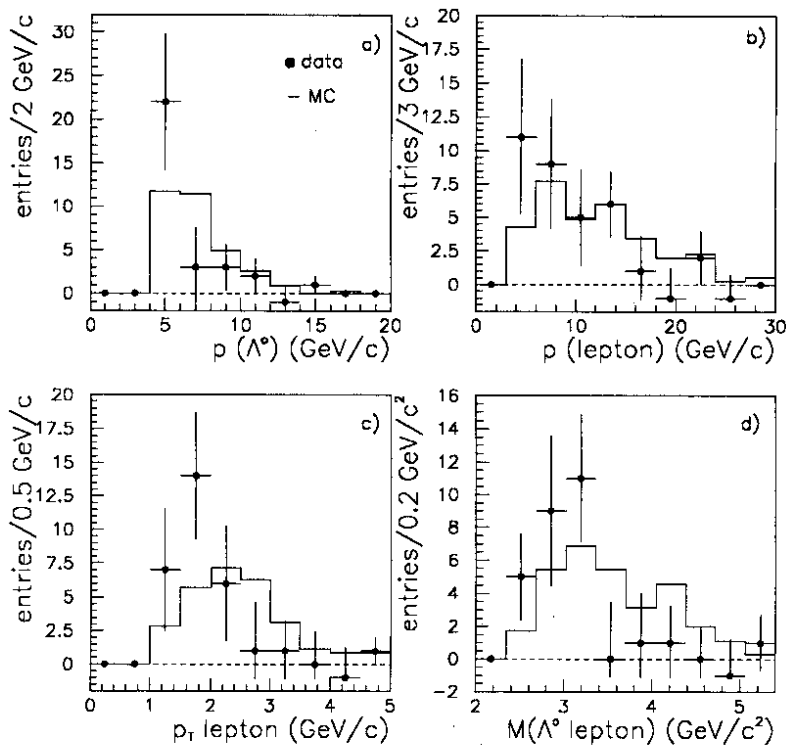 entries/2 GeV/c
30
25
20
15
10
5
0
a)
data
MC
0 5 10 15 20
p (Λ°) (GeV/c)
entries/3 GeV/c
20
17.5
15
12.5
10
7.5
5
2.5
0
b)
0 10 20 30
p (lepton) (GeV/c)
entries/0.5 GeV/c
20
17.5
15
12.5
10
7.5
5
2.5
0
c)
0 1 2 3 4 5
p_T lepton (GeV/c)
entries/0.2 GeV/c²
16
14
12
10
8
6
4
2
0
-2
d)
2 3 4 5
M(Λ° lepton) (GeV/c²)